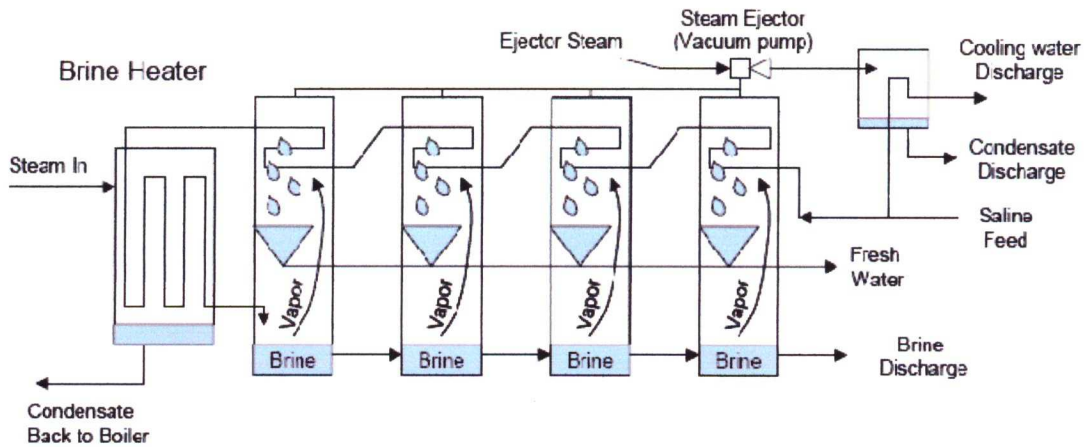 Steam Ejector
(Vacuum pump)
Ejector Steam
Cooling water
Discharge
Brine Heater
Steam In
Condensate
Discharge
Saline
Feed
Fresh
Water
Vapor
Vapor
Vapor
Vapor
Brine
Brine
Brine
Brine
Brine
Discharge
Condensate
Back to Boiler